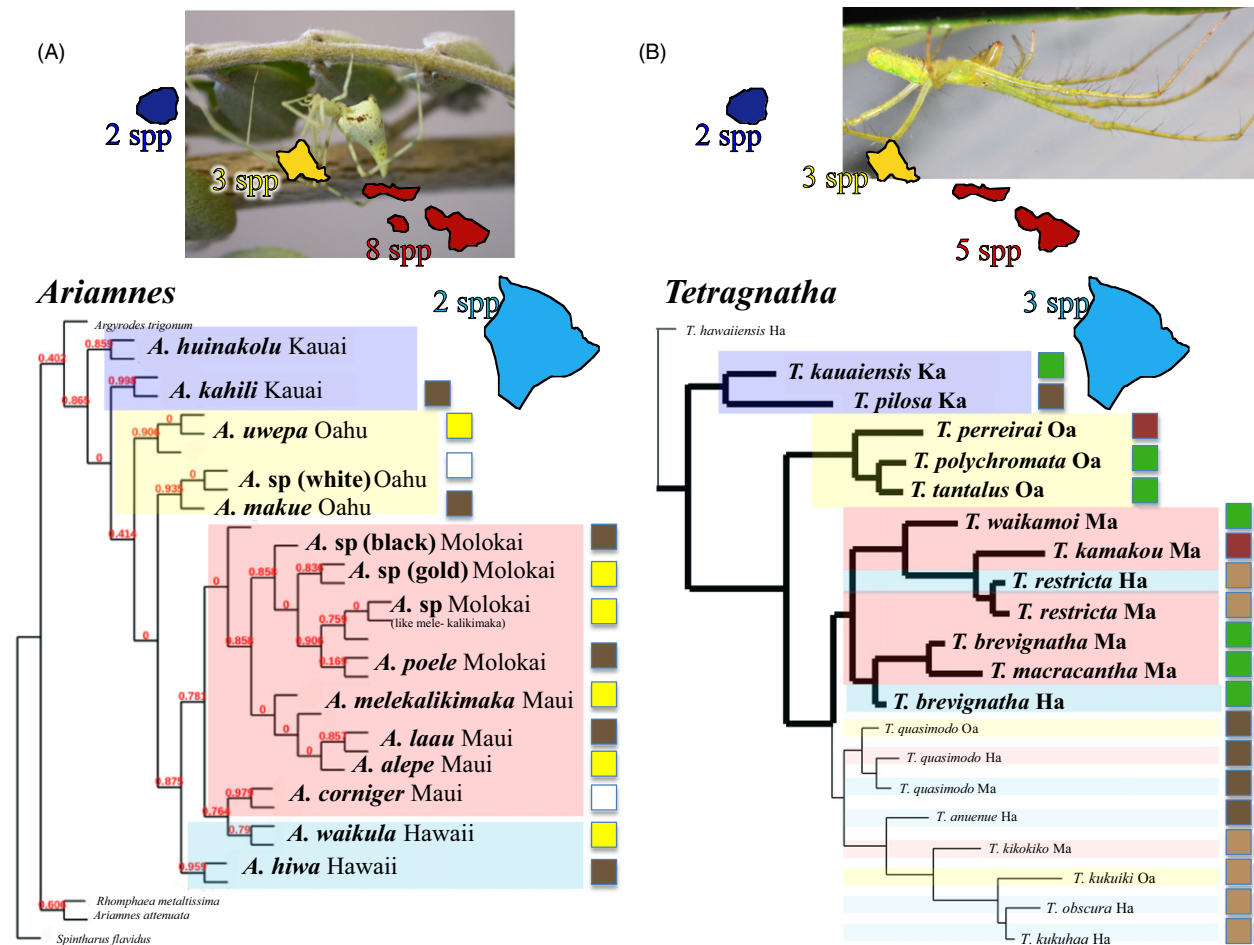 (A)
2 spp
3 spp
8 spp
2 spp
Ariamnes
Argyrodes trigonum
0.402
0.859
A. huinakolu Kauai
0.865
0.998
A. kahili Kauai
0
0.906
0
A. uwepa Oahu
0.414
0.935
0
A. sp (white) Oahu
A. makue Oahu
0
0.858
A. sp (black) Molokai
0.836
A. sp (gold) Molokai
0
0
A. sp Molokai
(like mele- kalikimaka)
0.759
0.858
0.906
0.169
A. poele Molokai
0
0.781
A. melekalikimaka Maui
0
0
0.857
A. laau Maui
A. alepe Maui
0.875
0.979
A. corniger Maui
0.764
0.79
A. waikula Hawaii
0.959
A. hiwa Hawaii
0.606
Rhomphaea metaltissima
Ariamnes attenuata
Spintharus flavidus
(B)
2 spp
3 spp
5 spp
3 spp
Tetragnatha
T. hawaiiensis Ha
T. kauaiensis Ka
T. pilosa Ka
T. perreirai Oa
T. polychromata Oa
T. tantalus Oa
T. waikamoi Ma
T. kamakou Ma
T. restricta Ha
T. restricta Ma
T. brevignatha Ma
T. macracantha Ma
T. brevignatha Ha
T. quasimodo Oa
T. quasimodo Ha
T. quasimodo Ma
T. anuenue Ha
T. kikokiko Ma
T. kukuiki Oa
T. obscura Ha
T. kukuhaa Ha